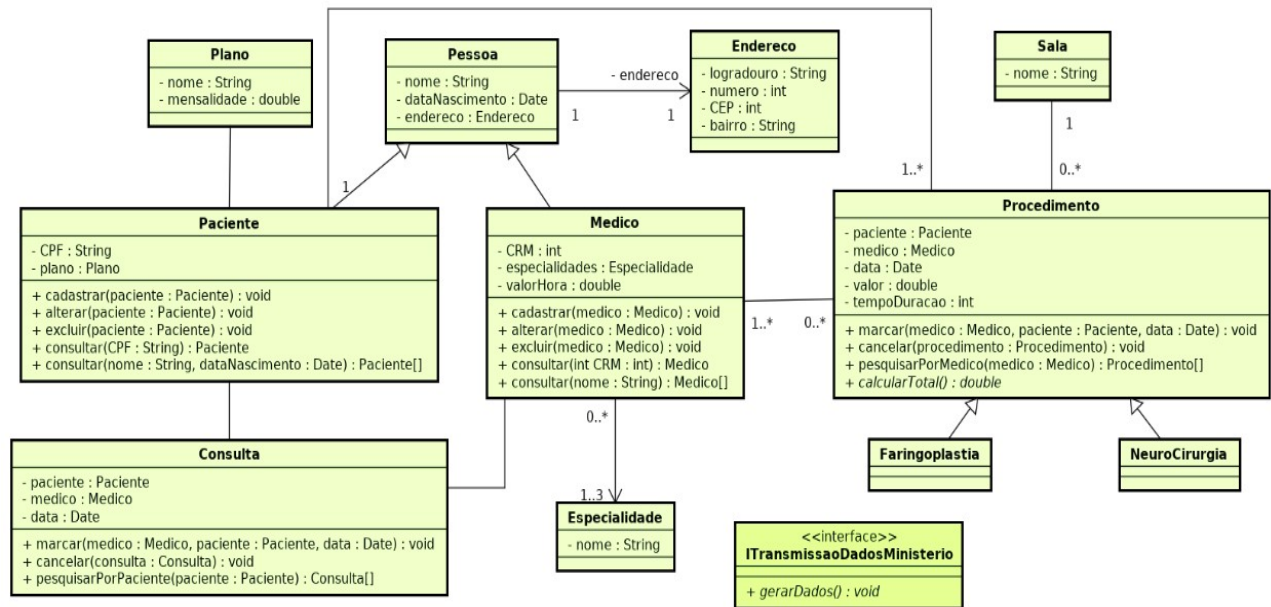 Plano
- nome : String
- mensalidade : double
Pessoa
- nome : String
- dataNascimento : Date
- endereco : Endereco
- endereco
1
1
Endereco
- logradouro : String
- numero : int
- CEP : int
- bairro : String
Sala
- nome : String
1
0..*
1..*
1
Paciente
- CPF : String
- plano : Plano
+ cadastrar(paciente : Paciente) : void
+ alterar(paciente : Paciente) : void
+ excluir(paciente : Paciente) : void
+ consultar(CPF : String) : Paciente
+ consultar(nome : String, dataNascimento : Date) : Paciente[]
Medico
- CRM : int
- especialidades : Especialidade
- valorHora : double
+ cadastrar(medico : Medico) : void
+ alterar(medico : Medico) : void
+ excluir(medico : Medico) : void
+ consultar(int CRM : int) : Medico
+ consultar(nome : String) : Medico[]
1..*
0..*
Procedimento
- paciente : Paciente
- medico : Medico
- data : Date
- valor : double
- tempoDuracao : int
+ marcar(medico : Medico, paciente : Paciente, data : Date) : void
+ cancelar(procedimento : Procedimento) : void
+ pesquisarPorMedico(medico : Medico) : Procedimento[]
+ calcularTotal() : double
Consulta
- paciente : Paciente
- medico : Medico
- data : Date
+ marcar(medico : Medico, paciente : Paciente, data : Date) : void
+ cancelar(consulta : Consulta) : void
+ pesquisarPorPaciente(paciente : Paciente) : Consulta[]
0..*
1..3
Especialidade
- nome : String
Faringoplastia
NeuroCirurgia
<<interface>>
ITransmissaoDadosMinisterio
+ gerarDados() : void